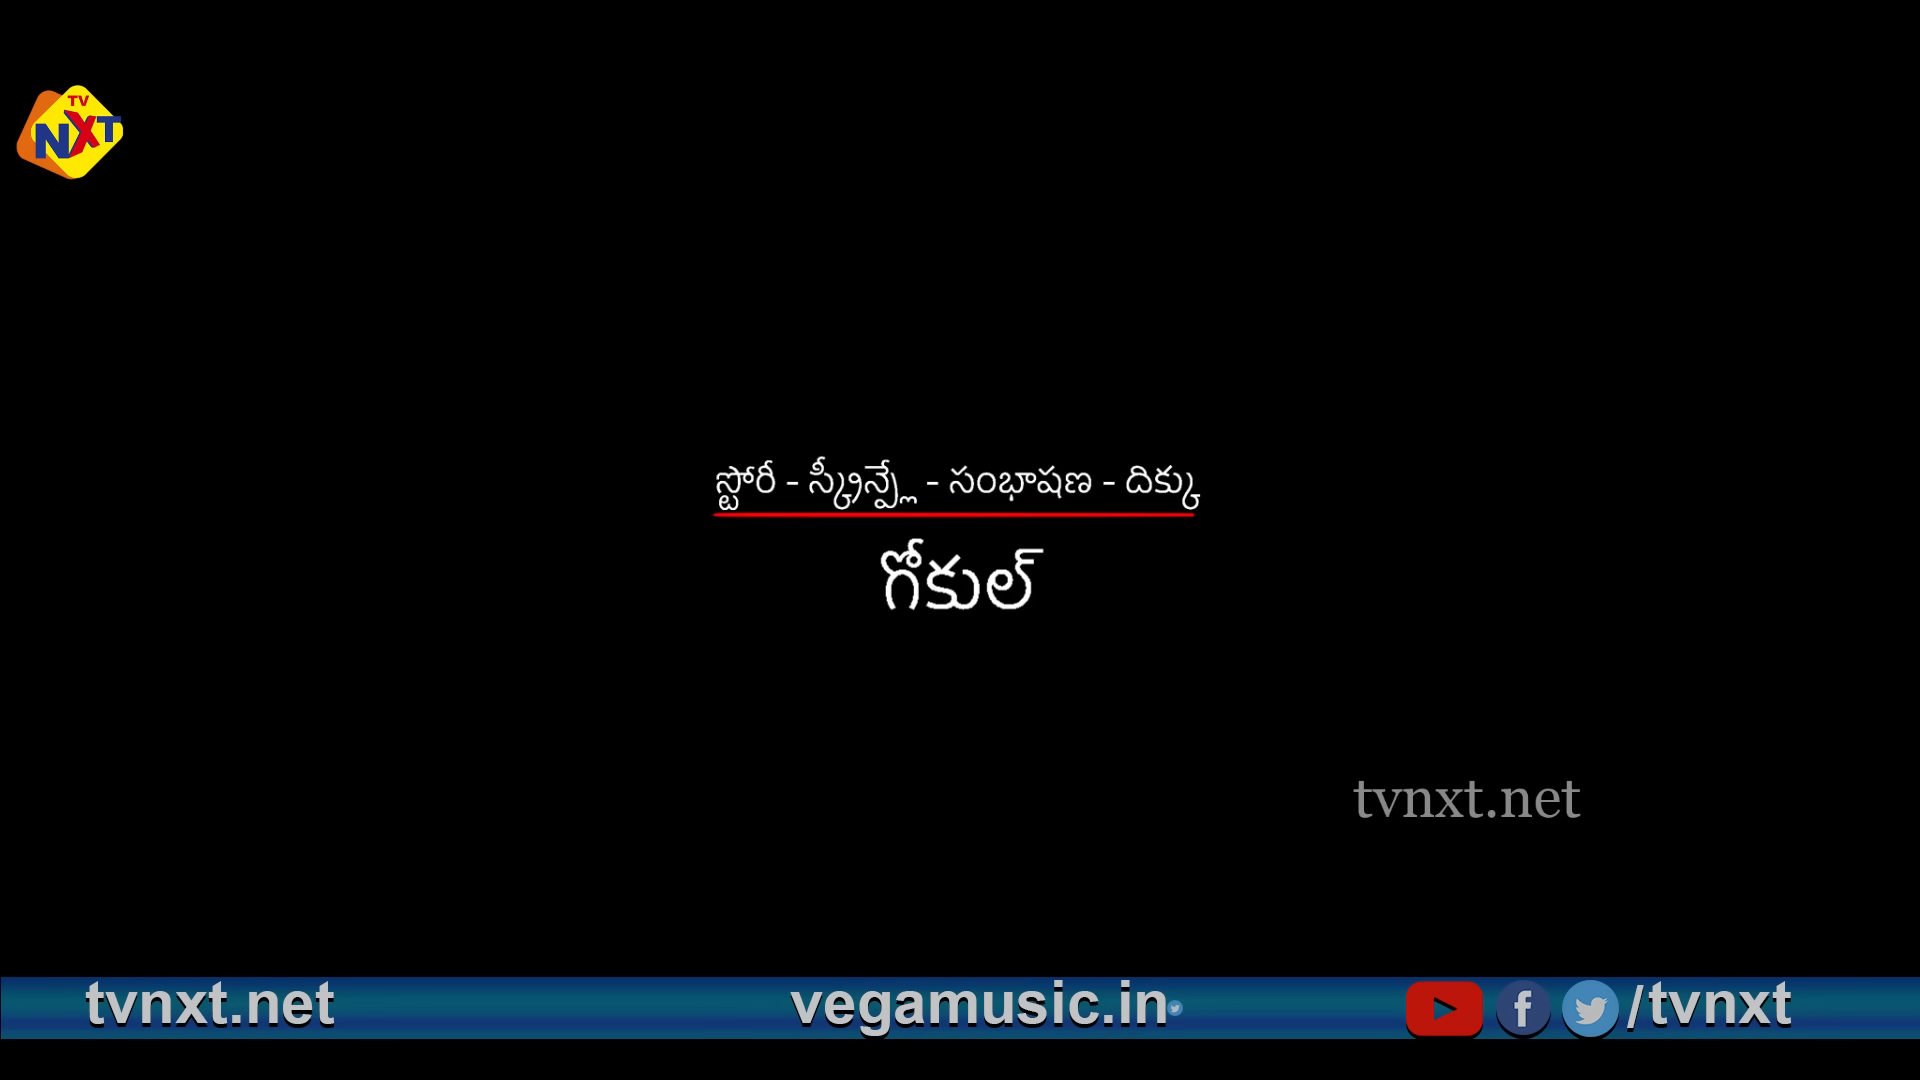 TV
NXT
స్టోరీ - స్క్రీన్ప్లే - సంభాషణ - దిక్కు
గోకుల్
tvnxt.net
tvnxt.net
vegamusic.in
/tvnxt